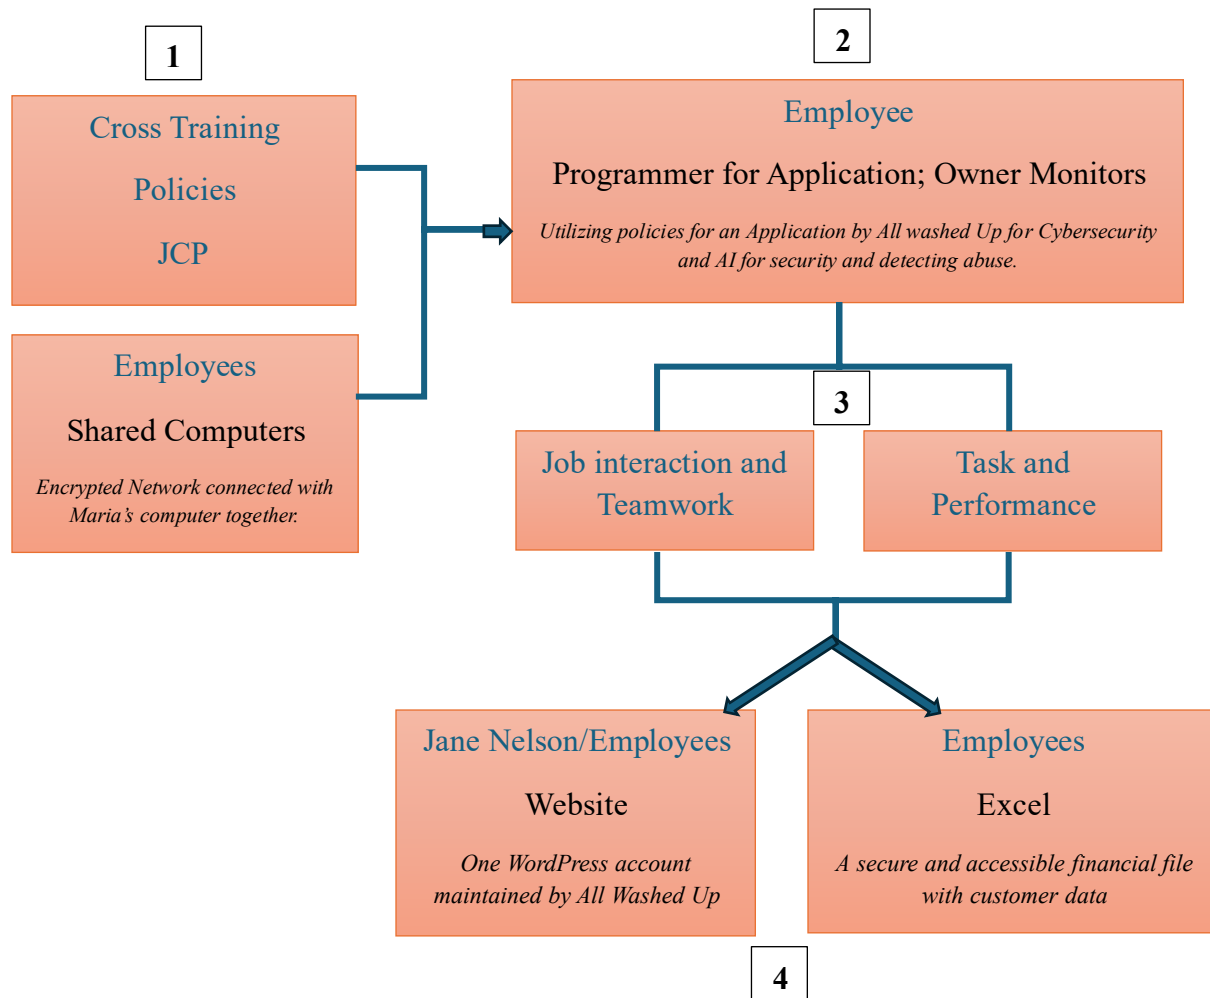 1
Cross Training
Policies
JCP
Employees
Shared Computers
Encrypted Network connected with
Maria’s computer together.
2
Employee
Programmer for Application; Owner Monitors
Utilizing policies for an Application by All washed Up for Cybersecurity
and AI for security and detecting abuse.
3
Job interaction and
Teamwork
Task and
Performance
Jane Nelson/Employees
Website
One WordPress account
maintained by All Washed Up
Employees
Excel
A secure and accessible financial file
with customer data
4